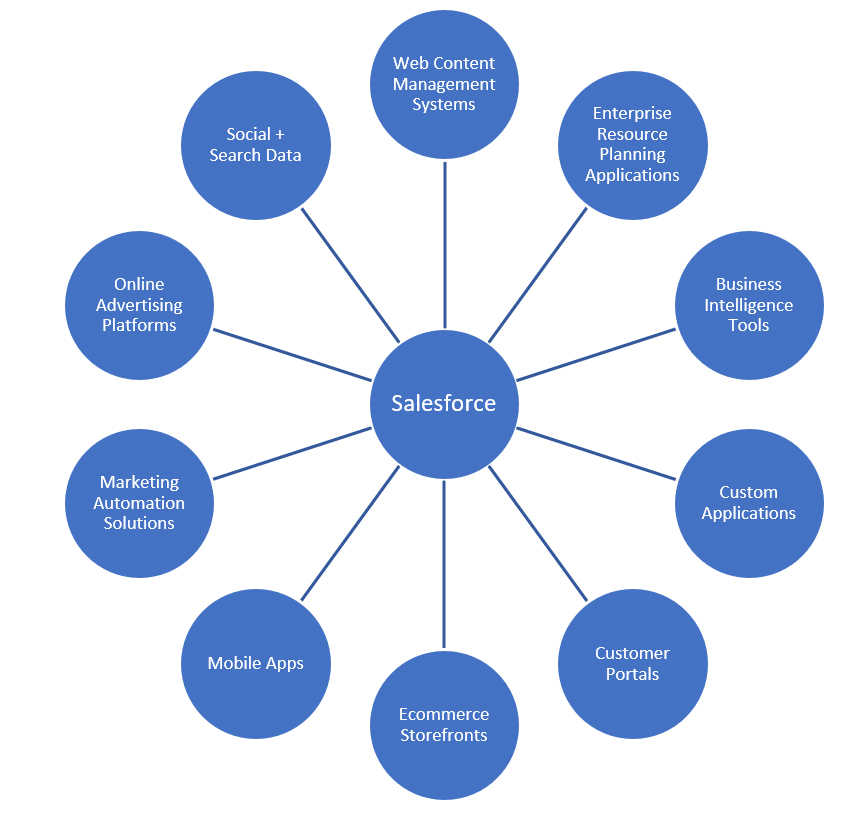 Web Content
Management
Systems
Enterprise
Resource
Planning
Applications
Business
Intelligence
Tools
Custom
Applications
Customer
Portals
Ecommerce
Storefronts
Mobile Apps
Marketing
Automation
Solutions
Online
Advertising
Platforms
Social +
Search Data
Salesforce